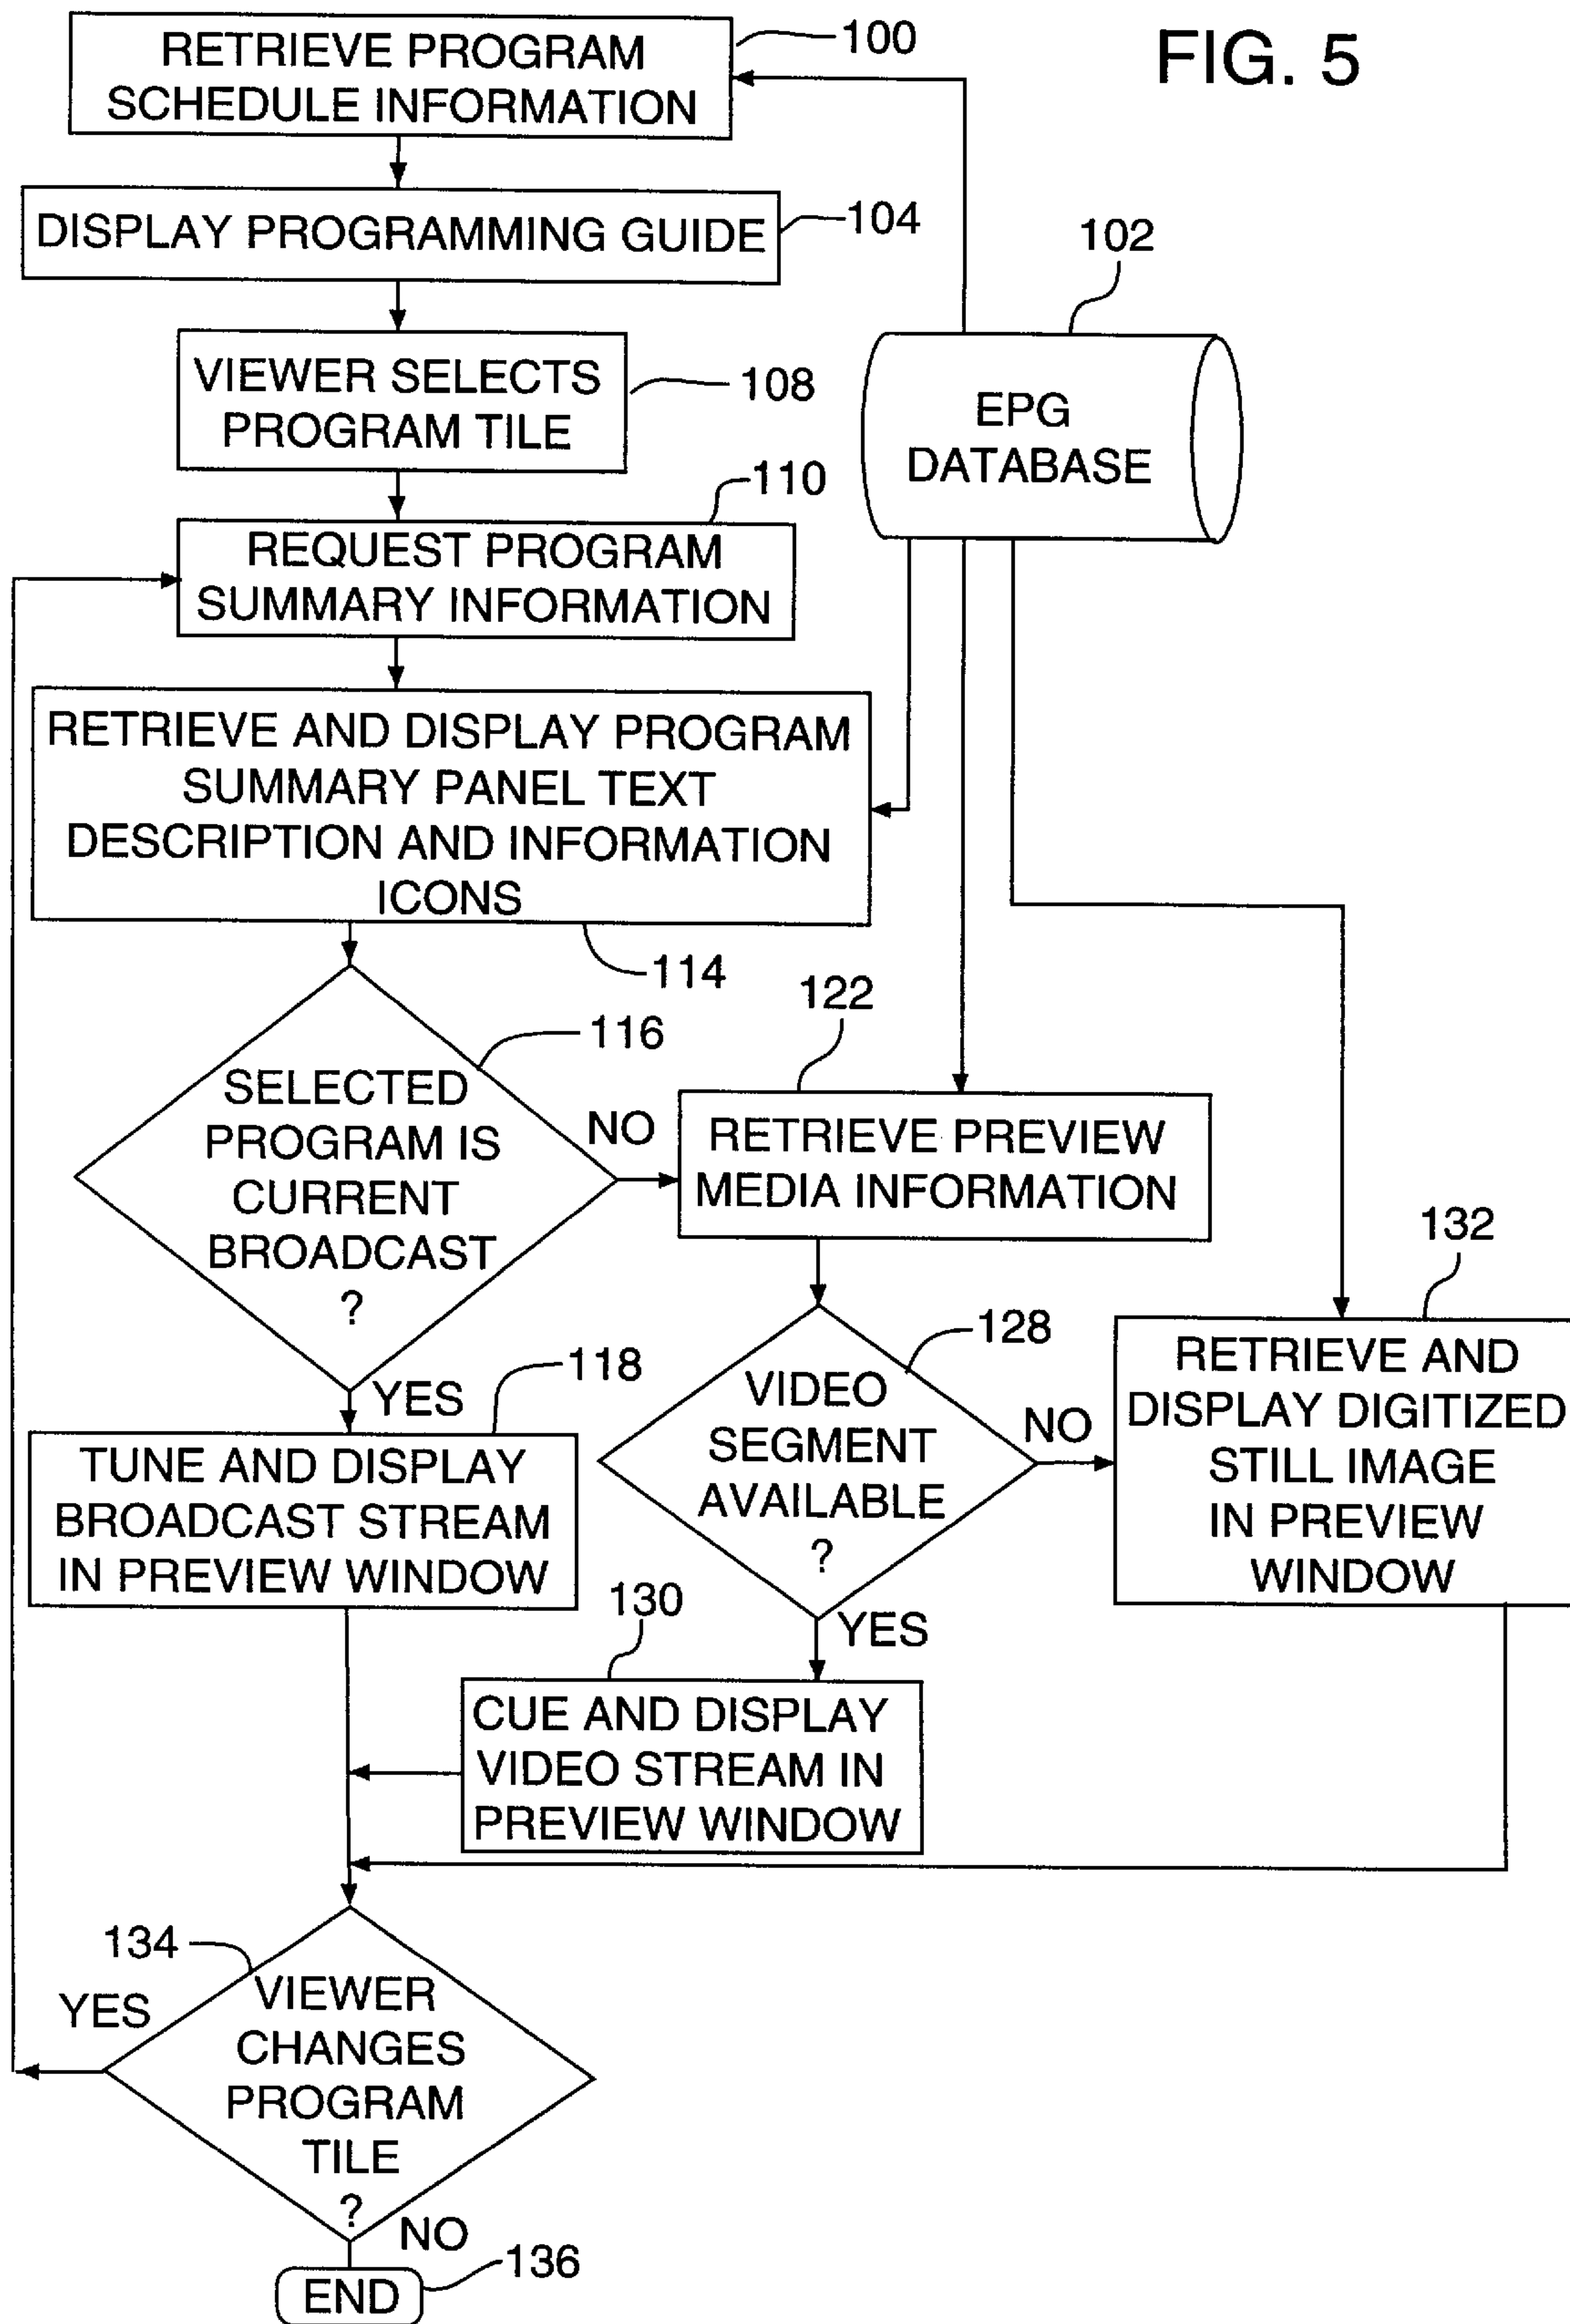 FIG. 5
RETRIEVE PROGRAM
SCHEDULE INFORMATION
100
DISPLAY PROGRAMMING GUIDE
104
102
EPG
DATABASE
VIEWER SELECTS
PROGRAM TILE
108
110
REQUEST PROGRAM
SUMMARY INFORMATION
RETRIEVE AND DISPLAY PROGRAM
SUMMARY PANEL TEXT
DESCRIPTION AND INFORMATION
ICONS
114
116
SELECTED
PROGRAM IS
CURRENT
BROADCAST
?
NO
YES
122
RETRIEVE PREVIEW
MEDIA INFORMATION
118
TUNE AND DISPLAY
BROADCAST STREAM
IN PREVIEW WINDOW
128
VIDEO
SEGMENT
AVAILABLE
?
NO
YES
132
RETRIEVE AND
DISPLAY DIGITIZED
STILL IMAGE
IN PREVIEW
WINDOW
130
CUE AND DISPLAY
VIDEO STREAM IN
PREVIEW WINDOW
134
YES
VIEWER
CHANGES
PROGRAM
TILE
?
NO
END
136